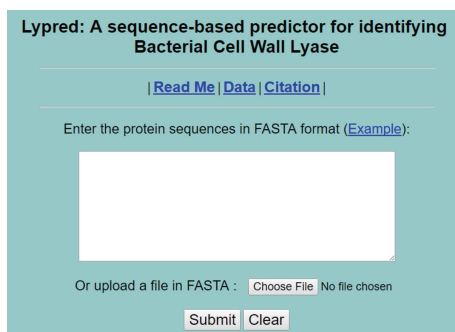 Lypred: A sequence-based predictor for identifying
Bacterial Cell Wall Lyase
| Read Me | Data | Citation |
Enter the protein sequences in FASTA format (Example):
Or upload a file in FASTA : Choose File No file chosen
Submit Clear